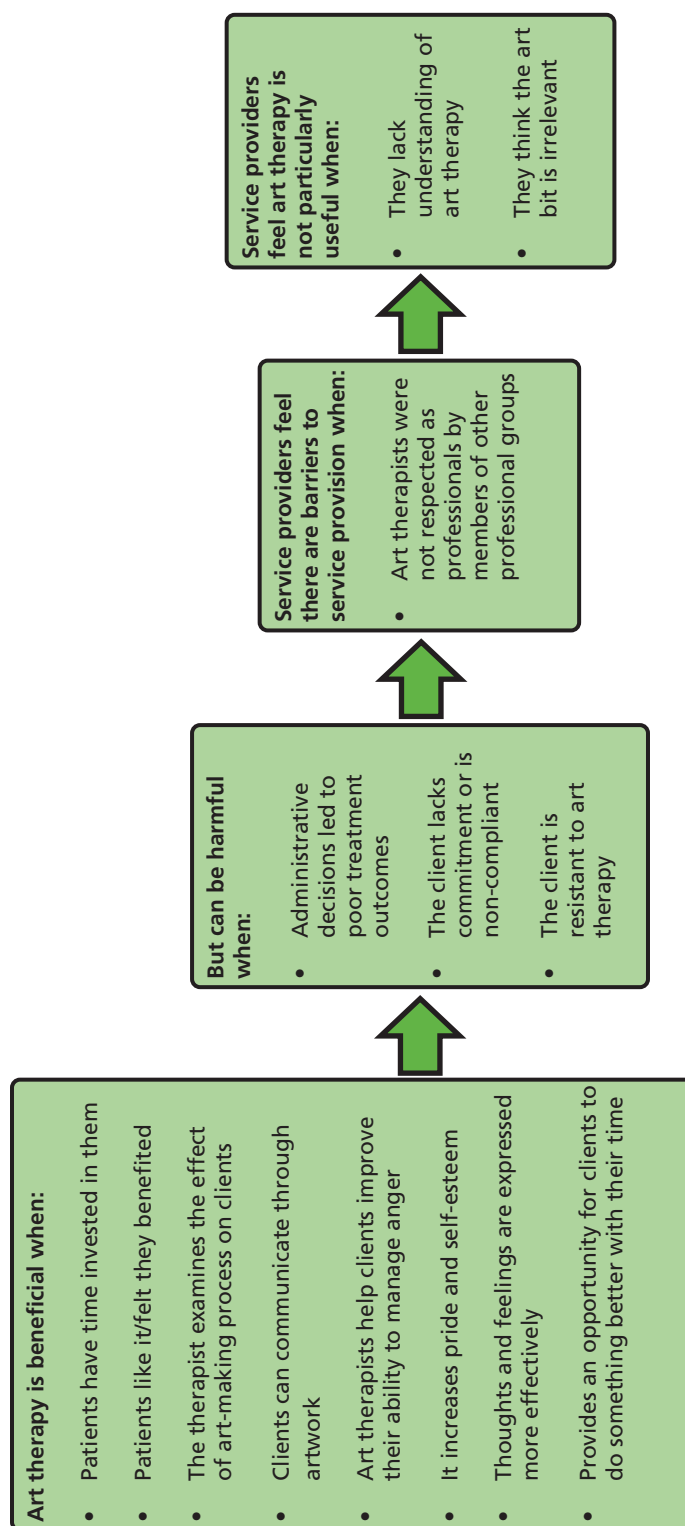 Art therapy is beneficial when:
• Patients have time invested in them
• Patients like it/felt they benefited
• The therapist examines the effect
of art-making process on clients
• Clients can communicate through
artwork
• Art therapists help clients improve
their ability to manage anger
• It increases pride and self-esteem
• Thoughts and feelings are expressed
more effectively
• Provides an opportunity for clients to
do something better with their time
But can be harmful
when:
• Administrative
decisions led to
poor treatment
outcomes
• The client lacks
commitment or is
non-compliant
• The client is
resistant to art
therapy
Service providers feel
there are barriers to
service provision when:
• Art therapists were
not respected as
professionals by
members of other
professional groups
Service providers
feel art therapy is
not particularly
useful when:
• They lack
understanding of
art therapy
• They think the art
bit is irrelevant